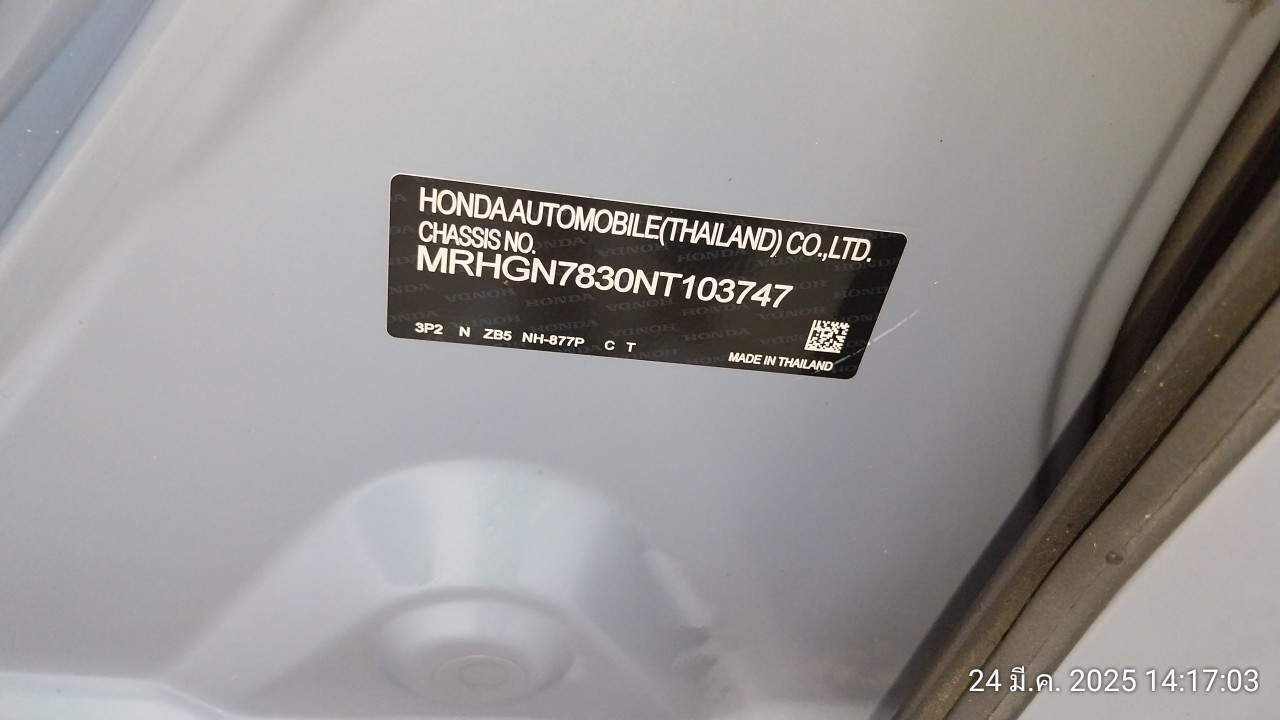 HONDA AUTOMOBILE(THAILAND) CO.,LTD.
CHASSIS NO.
MRHGN7830NT103747
3P2 N ZB5 NH-877P C T
MADE IN THAILAND
24 มี.ค. 2025 14:17:03